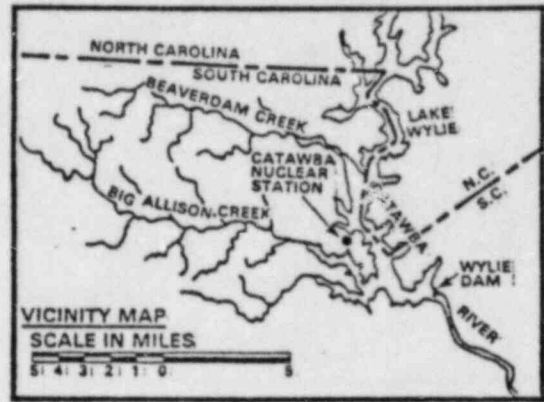 NORTH CAROLINA
SOUTH CAROLINA
BEAVERDAM CREEK
LAKE
WYLIE
CATAWBA
NUCLEAR
STATION
CATAWBA
N.C.
S.C.
BIG ALLISON CREEK
WYLIE
DAM
RIVER
VICINITY MAP
SCALE IN MILES
5 4 3 2 1 0 5